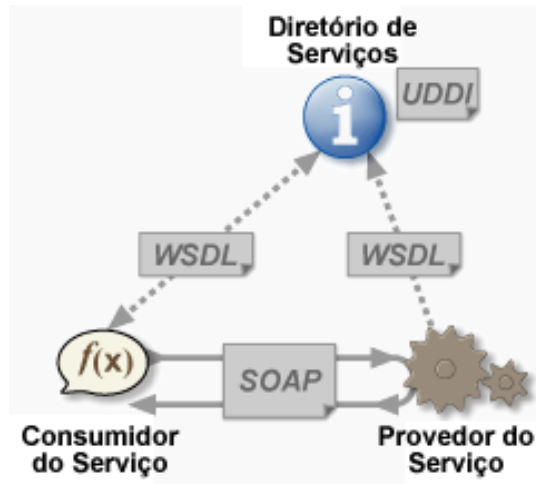 Diretório de
Serviços
UDDI
i
WSDL
WSDL
f(x)
SOAP
Consumidor
do Serviço
Provedor do
Serviço